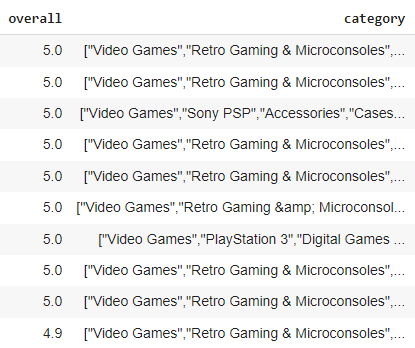 overall category
5.0 ["Video Games","Retro Gaming & Microconsoles",...
5.0 ["Video Games","Retro Gaming & Microconsoles",...
5.0 ["Video Games","Sony PSP","Accessories","Cases...
5.0 ["Video Games","Retro Gaming & Microconsoles",...
5.0 ["Video Games","Retro Gaming & Microconsoles",...
5.0 ["Video Games","Retro Gaming &amp; Microconsol...
5.0 ["Video Games","PlayStation 3","Digital Games ...
5.0 ["Video Games","Retro Gaming & Microconsoles",...
5.0 ["Video Games","Retro Gaming & Microconsoles",...
4.9 ["Video Games","Retro Gaming & Microconsoles",...